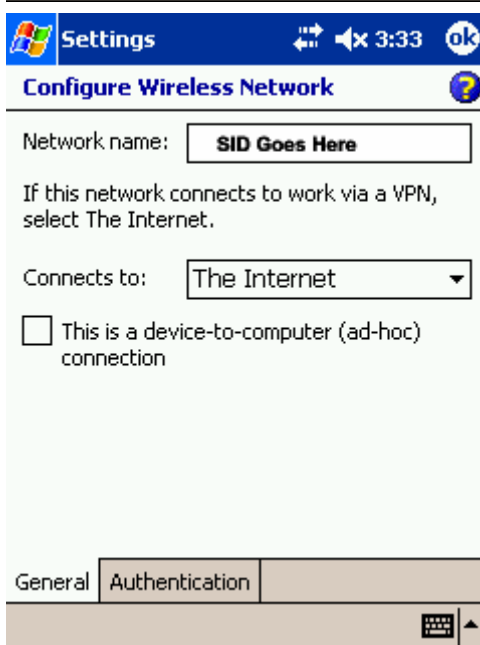 Settings 3:33 ok
Configure Wireless Network ?
Network name: SID Goes Here
If this network connects to work via a VPN,
select The Internet.
Connects to: The Internet
This is a device-to-computer (ad-hoc)
connection
General Authentication